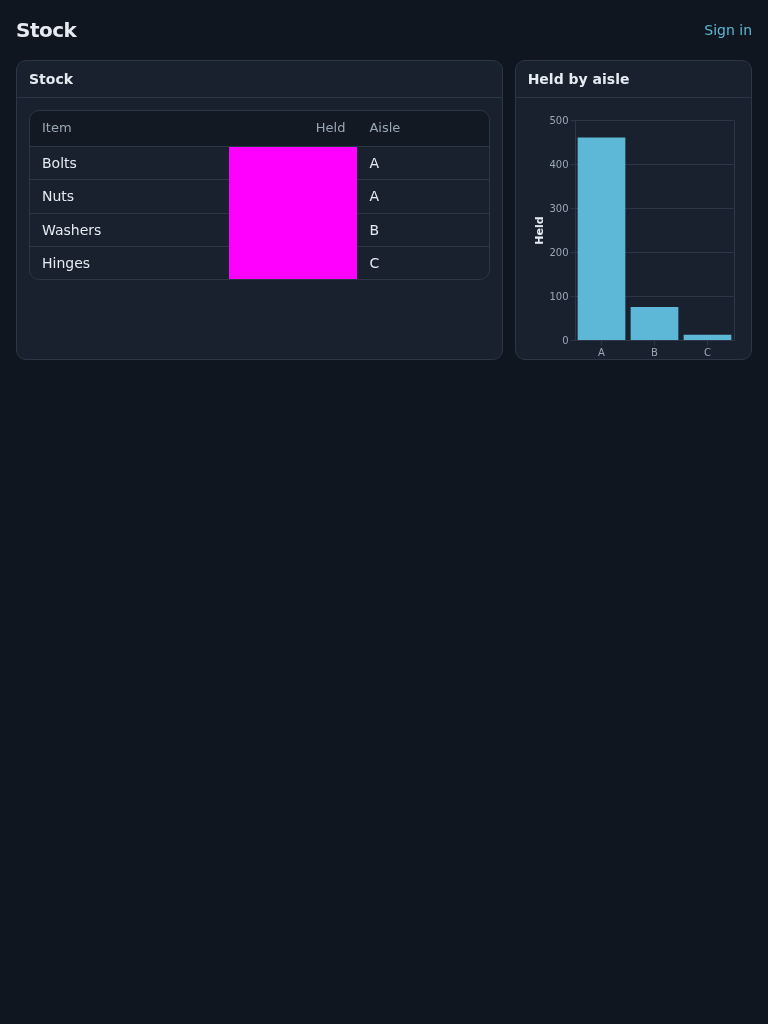 Stock
Sign in
Stock
Item Held Aisle
Bolts A
Nuts A
Washers B
Hinges C
Held by aisle
500
400
300
200
100
0
Held
A B C